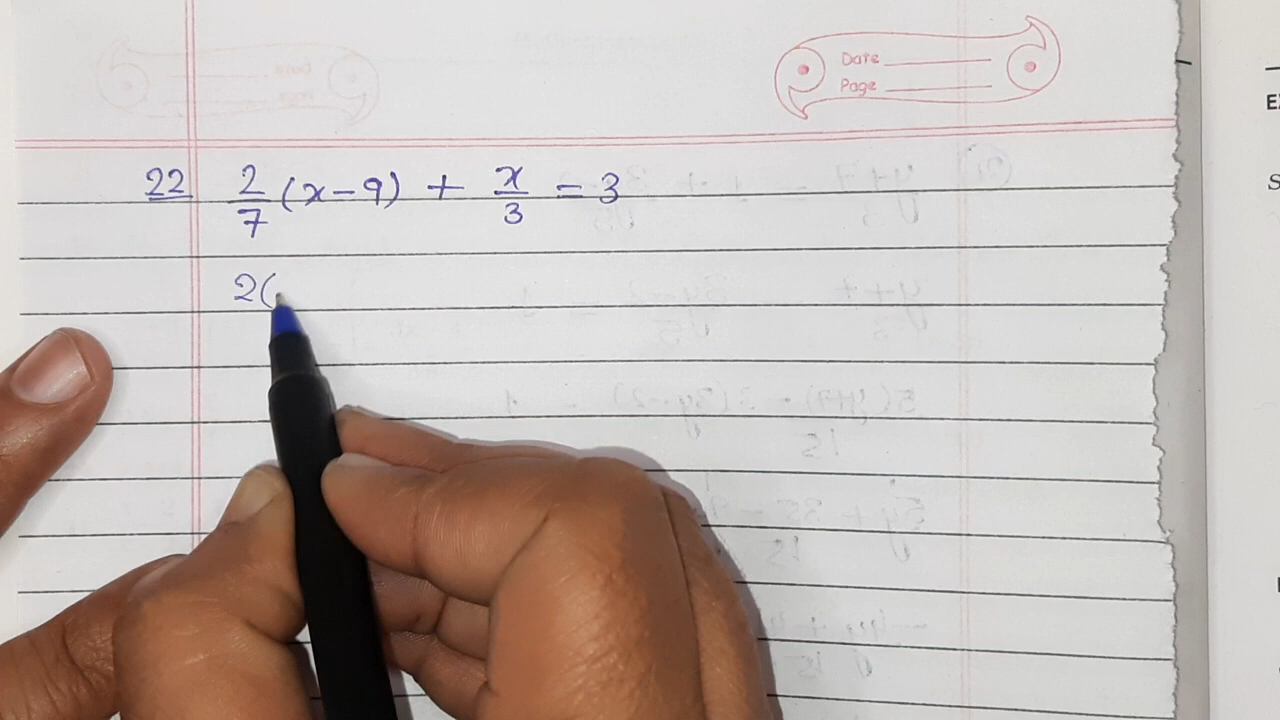 Date
Page
22 2/7 (x-9) + x/3 = 3
2(